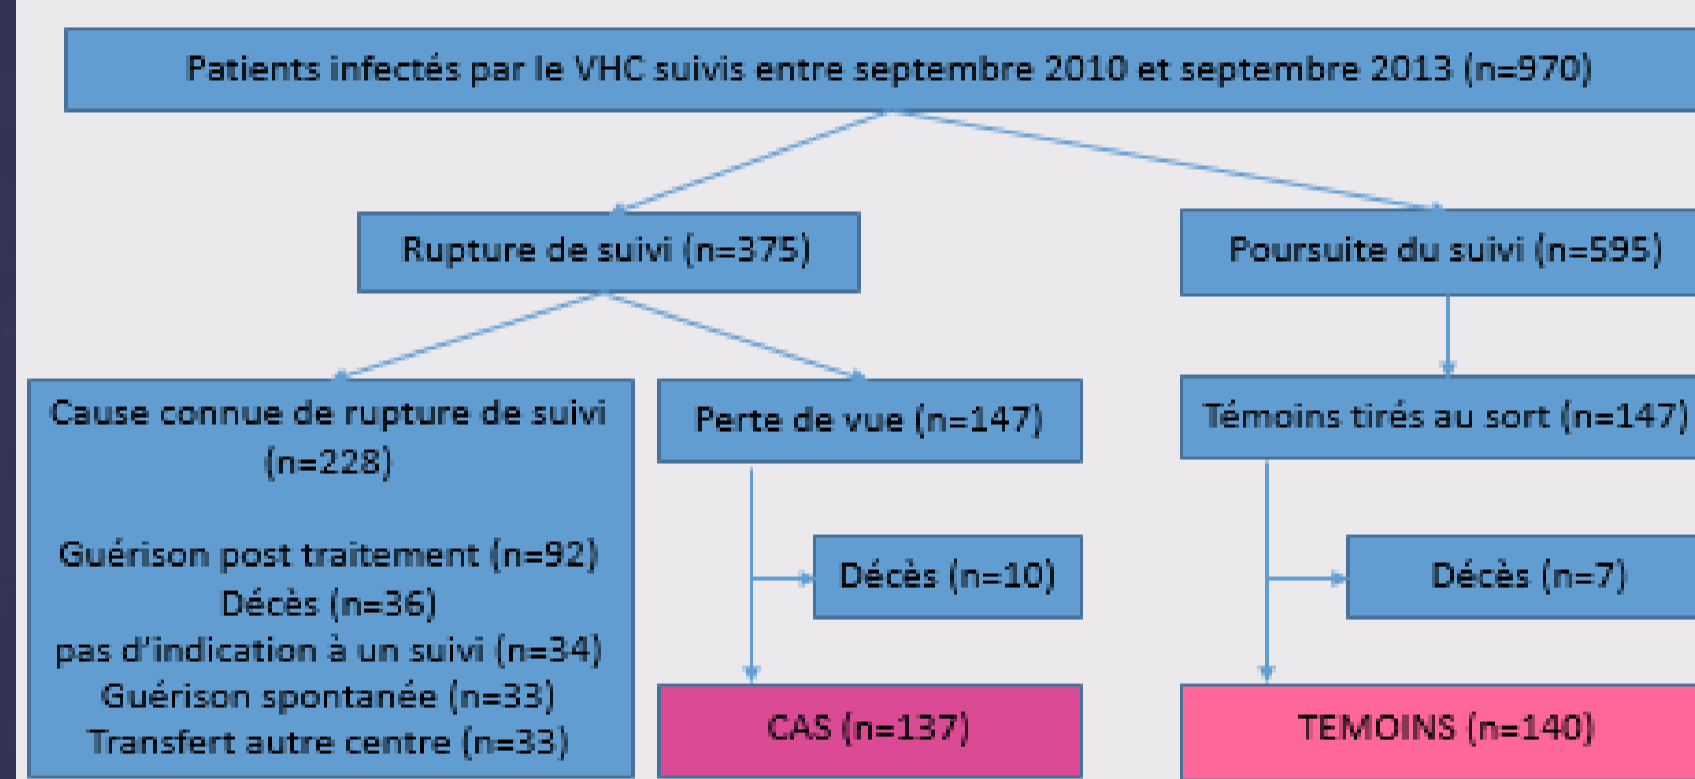 Patients infectés par le VHC suivis entre septembre 2010 et septembre 2013 (n=970)
Rupture de suivi (n=375)
Poursuite du suivi (n=595)
Cause connue de rupture de suivi
(n=228)
Guérison post traitement (n=92)
Décès (n=36)
pas d'indication à un suivi (n=34)
Guérison spontanée (n=33)
Transfert autre centre (n=33)
Perte de vue (n=147)
Témoins tirés au sort (n=147)
Décès (n=10)
Décès (n=7)
CAS (n=137)
TEMOINS (n=140)